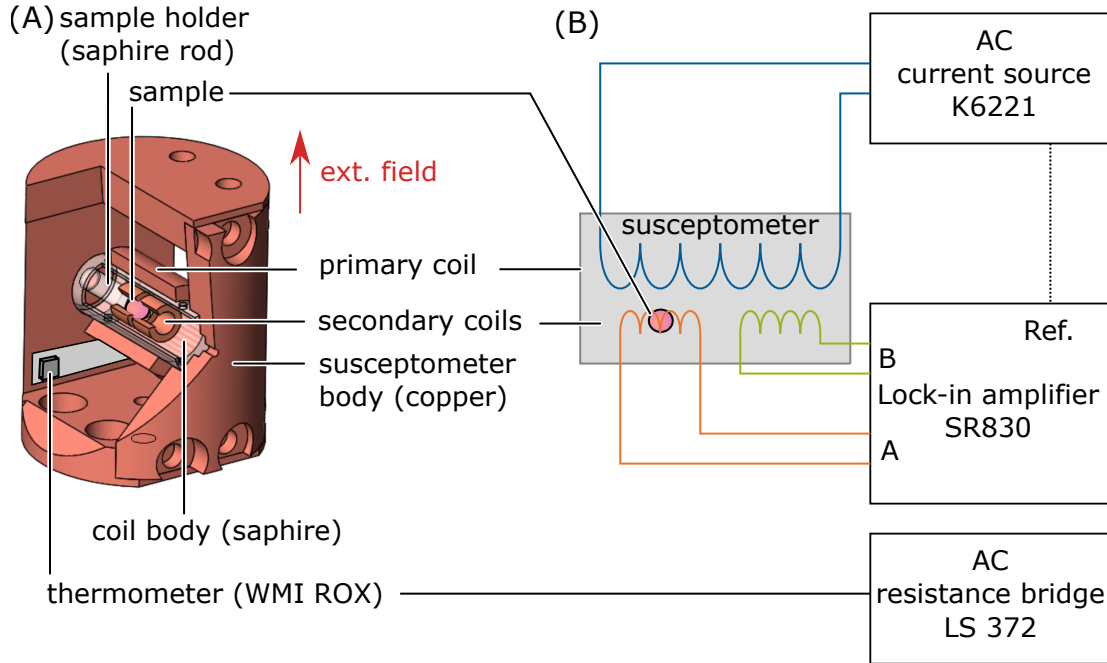 (A) sample holder
(saphire rod)
sample
ext. field
primary coil
secondary coils
susceptometer
body (copper)
coil body (saphire)
thermometer (WMI ROX)
(B)
AC
current source
K6221
susceptometer
Ref.
B
Lock-in amplifier
SR830
A
AC
resistance bridge
LS 372